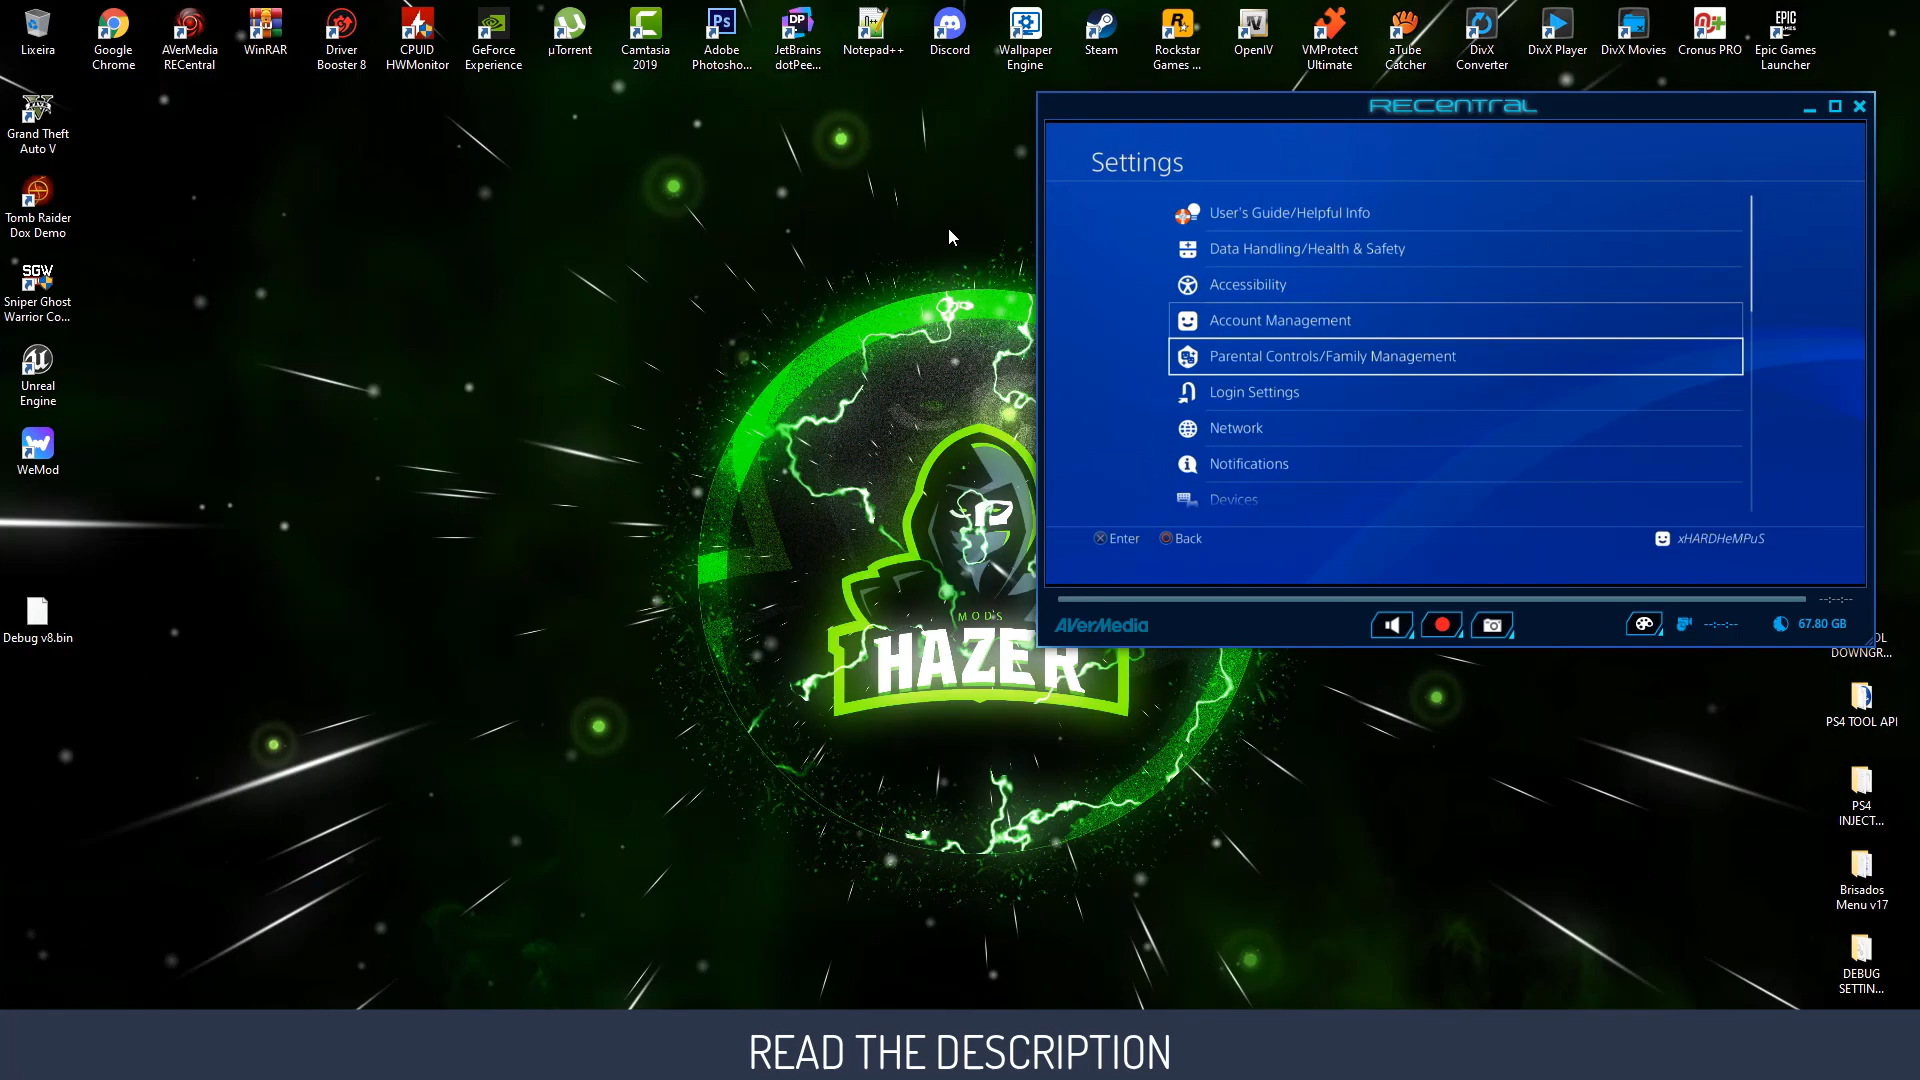 Lixeira
Google
Chrome
AVerMedia
RECentral
WinRAR
Driver
Booster 8
CPUID
HWMonitor
GeForce
Experience
µTorrent
Camtasia
2019
Adobe
Photosho...
JetBrains
dotPee...
Notepad++
Discord
Wallpaper
Engine
Steam
Rockstar
Games ...
OpenIV
VMProtect
Ultimate
aTube
Catcher
DivX
Converter
DivX Player
DivX Movies
Cronus PRO
Epic Games
Launcher
Grand Theft
Auto V
Tomb Raider
Dox Demo
SGW
Sniper Ghost
Warrior Co...
Unreal
Engine
WeMod
Debug v8.bin
RECentral
Settings
User's Guide/Helpful Info
Data Handling/Health & Safety
Accessibility
Account Management
Parental Controls/Family Management
Login Settings
Network
Notifications
Devices
Enter
Back
xHARDHeMPuS
--:--:--
AVerMedia
--:--:--
67.80 GB
MODS
HAZER
DOWNGR...
PS4 TOOL API
PS4
INJECT...
Brisados
Menu v17
DEBUG
SETTIN...
READ THE DESCRIPTION